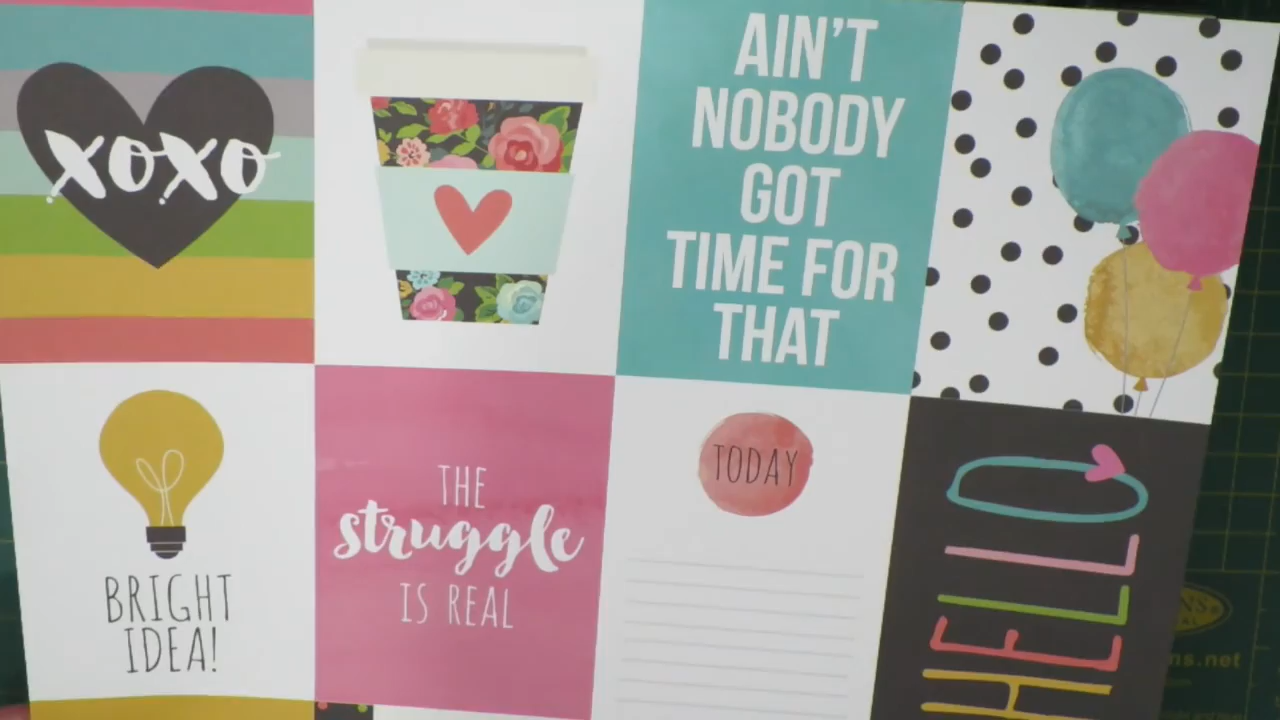 xoxo
AIN'T
NOBODY
GOT
TIME FOR
THAT
BRIGHT
IDEA!
THE
struggle
IS REAL
TODAY
HELLO